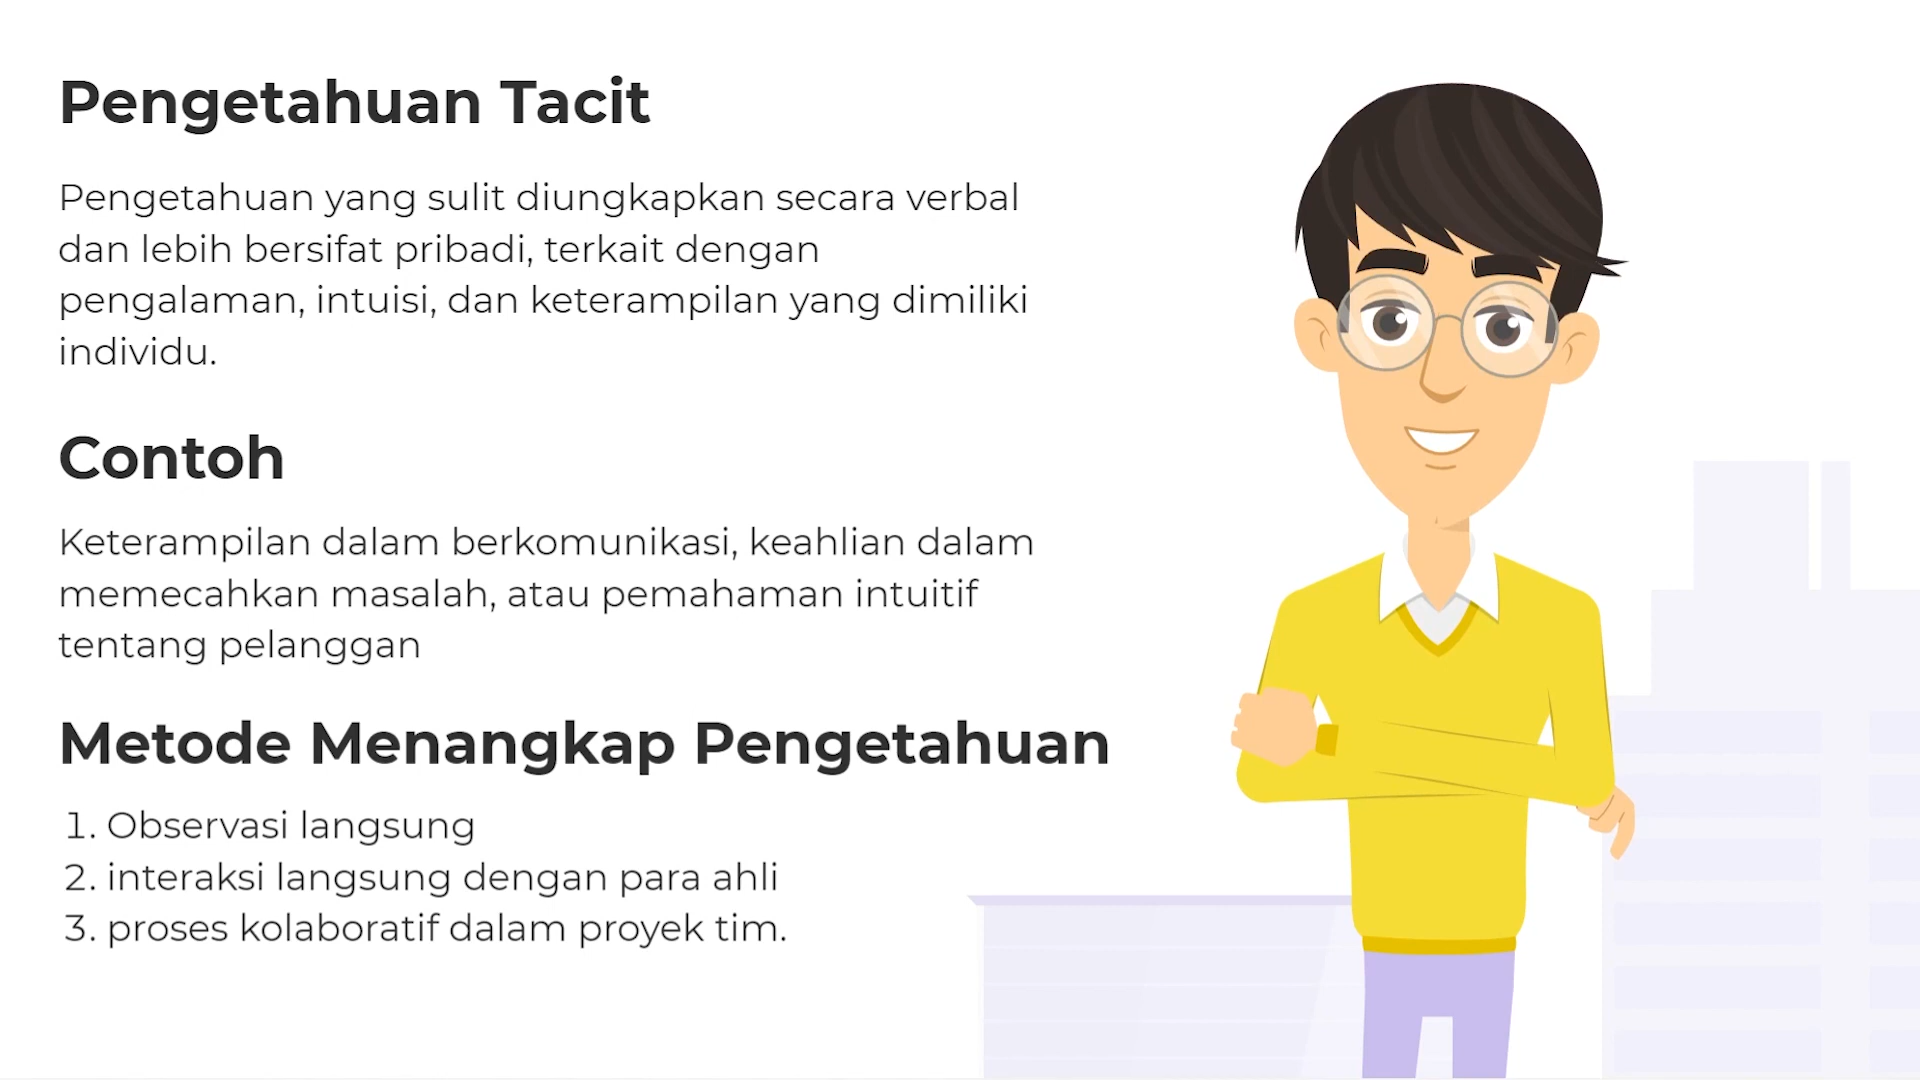 Pengetahuan Tacit
Pengetahuan yang sulit diungkapkan secara verbal
dan lebih bersifat pribadi, terkait dengan
pengalaman, intuisi, dan keterampilan yang dimiliki
individu.
Contoh
Keterampilan dalam berkomunikasi, keahlian dalam
memecahkan masalah, atau pemahaman intuitif
tentang pelanggan
Metode Menangkap Pengetahuan
1. Observasi langsung
2. interaksi langsung dengan para ahli
3. proses kolaboratif dalam proyek tim.